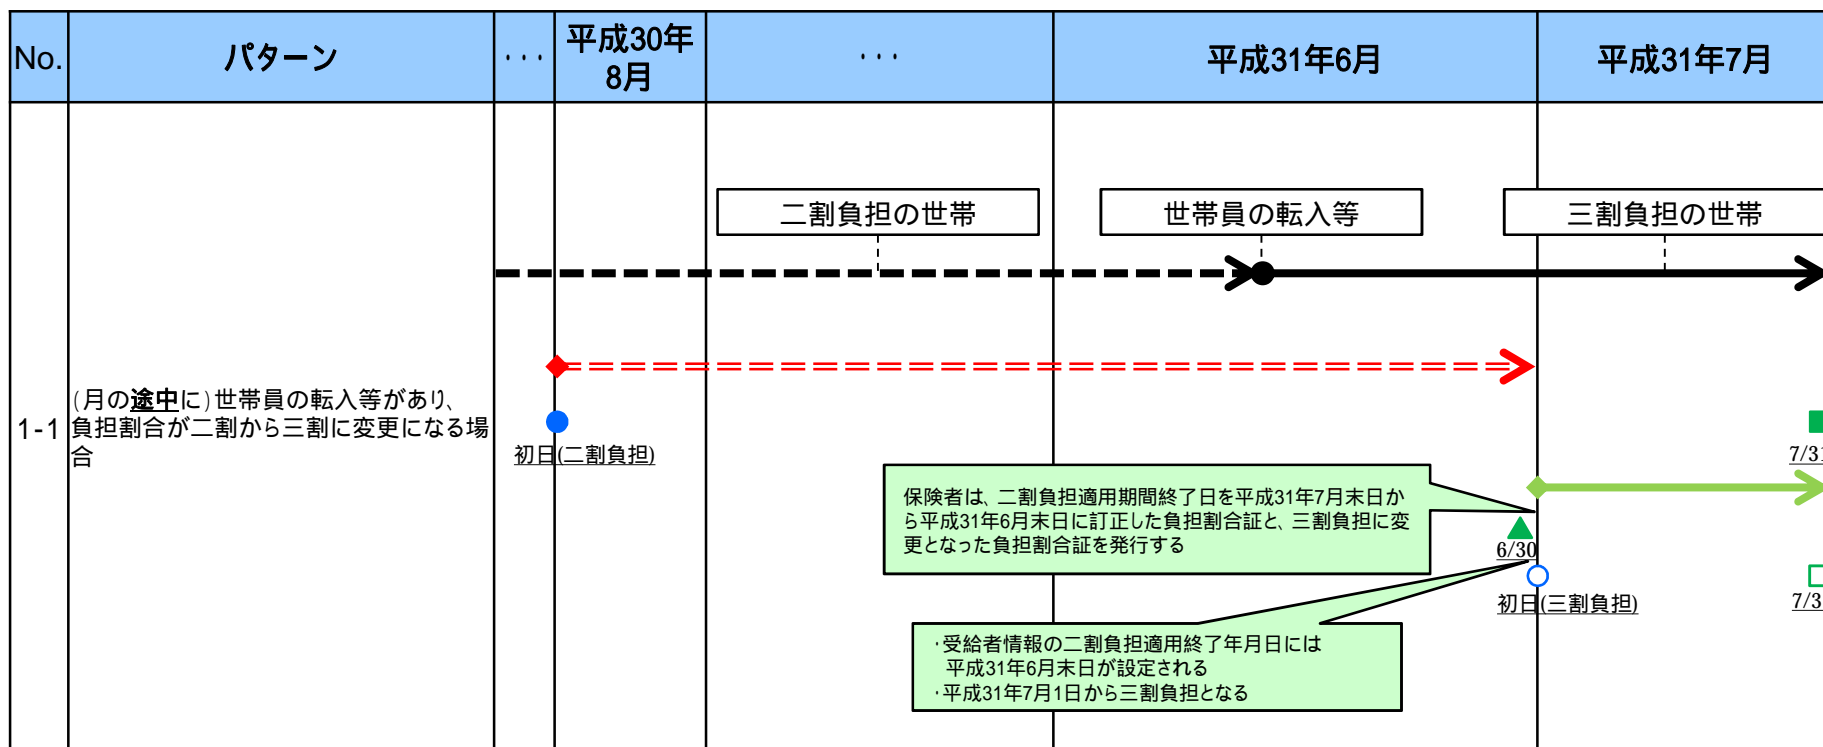 No.
パターン
・・・
平成30年
8月
・・・
平成31年6月
平成31年7月
二割負担の世帯
世帯員の転入等
三割負担の世帯
1-1
(月の途中に)世帯員の転入等があり、
負担割合が二割から三割に変更になる場
合
初日(二割負担)
7/31
保険者は、二割負担適用期間終了日を平成31年7月末日か
ら平成31年6月末日に訂正した負担割合証と、三割負担に変
更となった負担割合証を発行する
6/30
初日(三割負担)
7/3
・受給者情報の二割負担適用終了年月日には
平成31年6月末日が設定される
・平成31年7月1日から三割負担となる